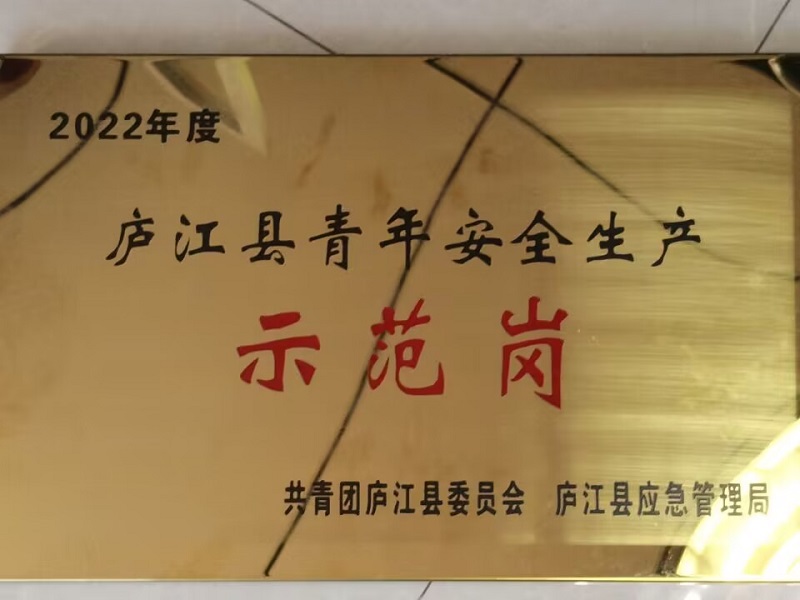 2022年度
庐江县青年安全生产
示范岗
共青团庐江县委员会 庐江县应急管理局